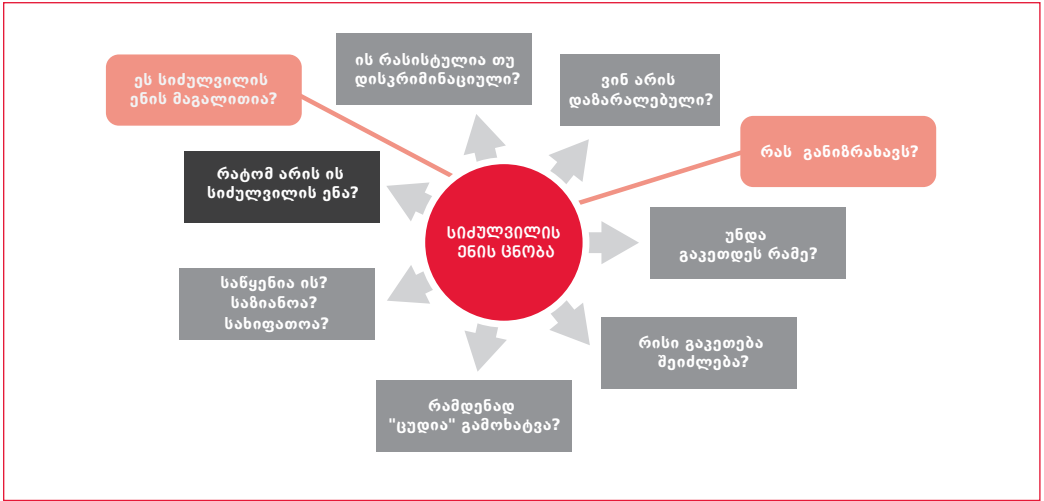 ის რასისტულია თუ
დისკრიმინაციული?
ეს სიძულვილის
ენის მაგალითია?
ვინ არის
დაზარალებული?
რას განიზრახავს?
რატომ არის ის
სიძულვილის ენა?
სიძულვილის
ენის ცნობა
უნდა
გაკეთდეს რამე?
საწყენია ის?
საზიანოა?
სახიფათოა?
რისი გაკეთება
შეიძლება?
რამდენად
"ცუდია" გამოხატვა?